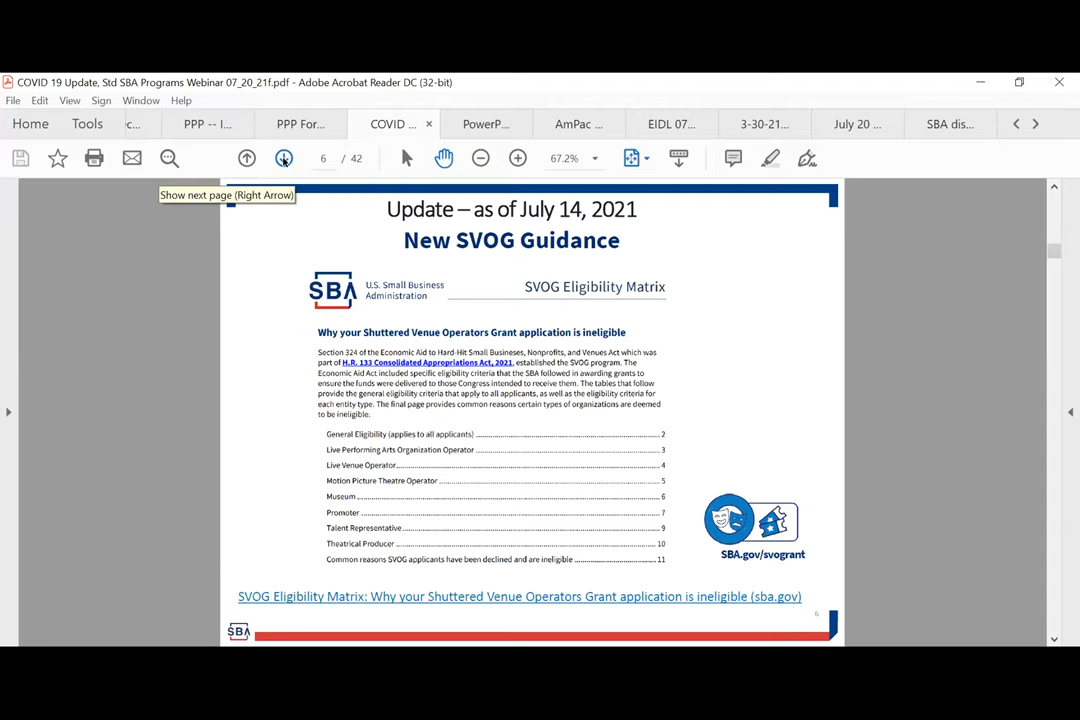 COVID 19 Update, Std SBA Programs Webinar 07_20_21f.pdf - Adobe Acrobat Reader DC (32-bit)
File Edit View Sign Window Help
Home Tools c... PPP -- I... PPP For... COVID ... × PowerP... AmPac ... EIDL 07... 3-30-21... July 20 ... SBA dis...
6 / 42 67.2%
Show next page (Right Arrow)
Update – as of July 14, 2021
New SVOG Guidance
SBA U.S. Small Business
Administration
SVOG Eligibility Matrix
Why your Shuttered Venue Operators Grant application is ineligible
Section 324 of the Economic Aid to Hard-Hit Small Busineses, Nonprofits, and Venues Act which was
part of H.R. 133 Consolidated Appropriations Act, 2021, established the SVOG program. The
Economic Aid Act included specific eligibility criteria that the SBA followed in awarding grants to
ensure the funds were delivered to those Congress intended to receive them. The tables that follow
provide the general eligibility criteria that apply to all applicants, as well as the eligibility criteria for
each entity type. The final page provides common reasons certain types of organizations are deemed
to be ineligible.
General Eligibility (applies to all applicants) ..... 2
Live Performing Arts Organization Operator ..... 3
Live Venue Operator ..... 4
Motion Picture Theatre Operator ..... 5
Museum ..... 6
Promoter ..... 7
Talent Representative ..... 9
Theatrical Producer ..... 10
Common reasons SVOG applicants have been declined and are ineligible ..... 11
SBA.gov/svogrant
SVOG Eligibility Matrix: Why your Shuttered Venue Operators Grant application is ineligible (sba.gov)
6
SBA